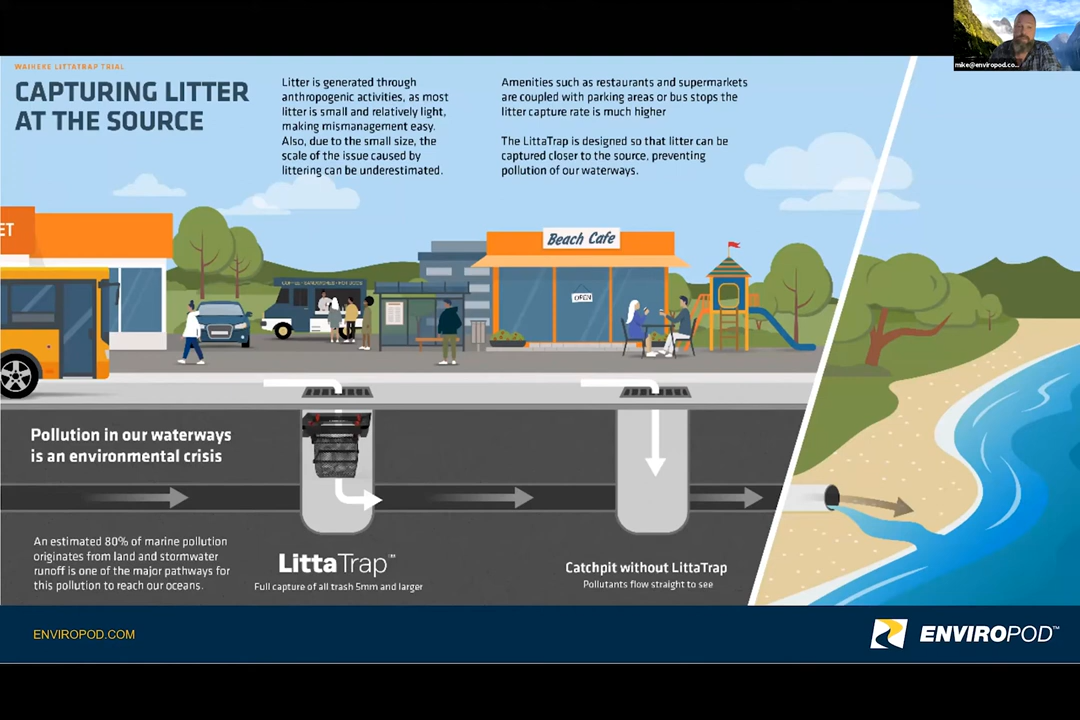 WAIHEKE LITTATRAP TRIAL
CAPTURING LITTER
AT THE SOURCE
Litter is generated through
anthropogenic activities, as most
litter is small and relatively light,
making mismanagement easy.
Also, due to the small size, the
scale of the issue caused by
littering can be underestimated.
Amenities such as restaurants and supermarkets
are coupled with parking areas or bus stops the
litter capture rate is much higher
The LittaTrap is designed so that litter can be
captured closer to the source, preventing
pollution of our waterways.
mike@enviropod.co...
ET
COFFEE • SANDWICHES • HOT DOGS
Beach Cafe
OPEN
Pollution in our waterways
is an environmental crisis
An estimated 80% of marine pollution
originates from land and stormwater
runoff is one of the major pathways for
this pollution to reach our oceans.
LittaTrap™
Full capture of all trash 5mm and larger
Catchpit without LittaTrap
Pollutants flow straight to see
ENVIROPOD.COM
ENVIROPOD™